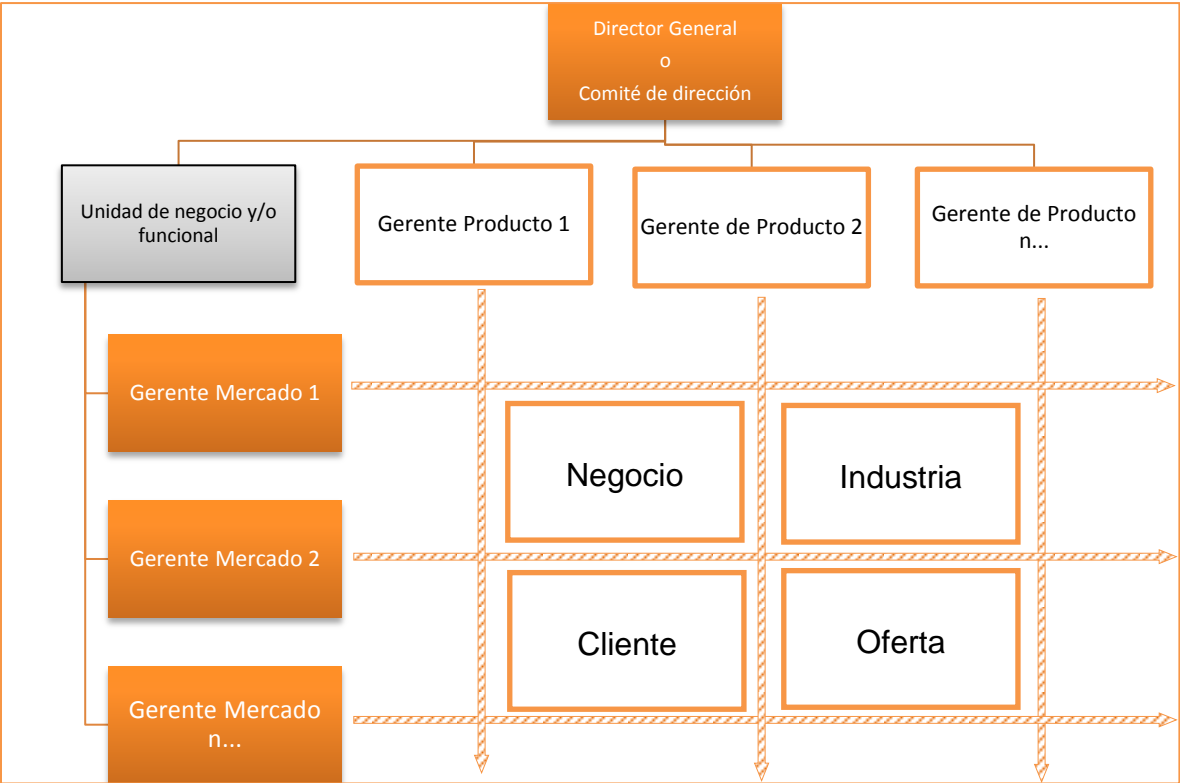 Director General
o
Comité de dirección
Unidad de negocio y/o
funcional
Gerente Producto 1
Gerente de Producto 2
Gerente de Producto
n...
Gerente Mercado 1
Negocio
Industria
Gerente Mercado 2
Cliente
Oferta
Gerente Mercado
n...